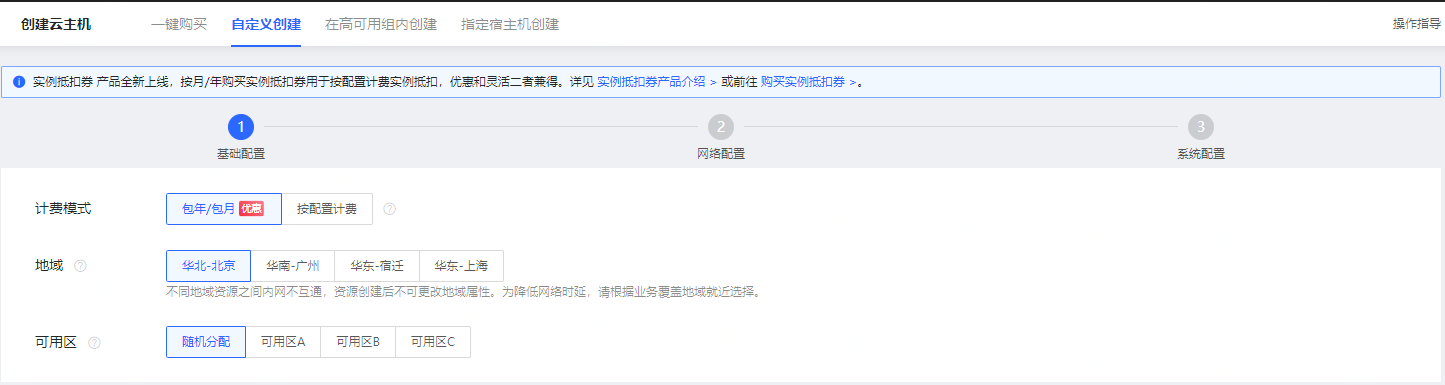 创建云主机 一键购买 自定义创建 在高可用组内创建 指定宿主机创建 操作指导
实例抵扣券 产品全新上线，按月/年购买实例抵扣券用于按配置计费实例抵扣，优惠和灵活二者兼得。详见 实例抵扣券产品介绍 > 或前往 购买实例抵扣券 >。
1 2 3
基础配置 网络配置 系统配置
计费模式 包年/包月 优惠 按配置计费
地域 华北-北京 华南-广州 华东-宿迁 华东-上海
不同地域资源之间内网不互通，资源创建后不可更改地域属性。为降低网络时延，请根据业务覆盖地域就近选择。
可用区 随机分配 可用区A 可用区B 可用区C